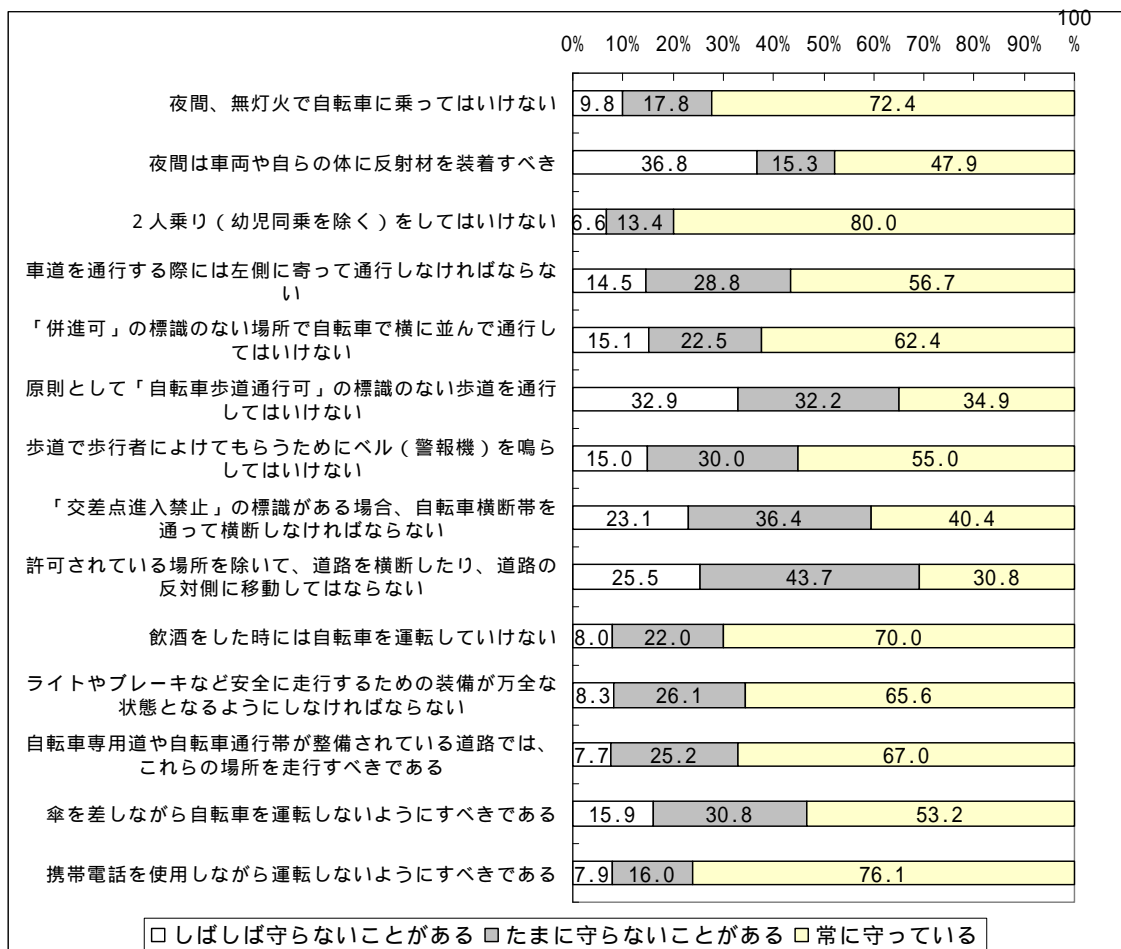 100
0% 10% 20% 30% 40% 50% 60% 70% 80% 90% %
夜間、無灯火で自転車に乗ってはいけない
9.8 17.8 72.4
夜間は車両や自らの体に反射材を装着すべき
36.8 15.3 47.9
2人乗り(幼児同乗を除く)をしてはいけない
6.6 13.4 80.0
車道を通行する際には左側に寄って通行しなければならな
い
14.5 28.8 56.7
「併進可」の標識のない場所で自転車で横に並んで通行し
てはいけない
15.1 22.5 62.4
原則として「自転車歩道通行可」の標識のない歩道を通行
してはいけない
32.9 32.2 34.9
歩道で歩行者によけてもらうためにベル(警報機)を鳴ら
してはいけない
15.0 30.0 55.0
「交差点進入禁止」の標識がある場合、自転車横断帯を
通って横断しなければならない
23.1 36.4 40.4
許可されている場所を除いて、道路を横断したり、道路の
反対側に移動してはならない
25.5 43.7 30.8
飲酒をした時には自転車を運転していけない
8.0 22.0 70.0
ライトやブレーキなど安全に走行するための装備が万全な
状態となるようにしなければならない
8.3 26.1 65.6
自転車専用道や自転車通行帯が整備されている道路では、
これらの場所を走行すべきである
7.7 25.2 67.0
傘を差しながら自転車を運転しないようにすべきである
15.9 30.8 53.2
携帯電話を使用しながら運転しないようにすべきである
7.9 16.0 76.1
しばしば守らないことがある たまに守らないことがある 常に守っている